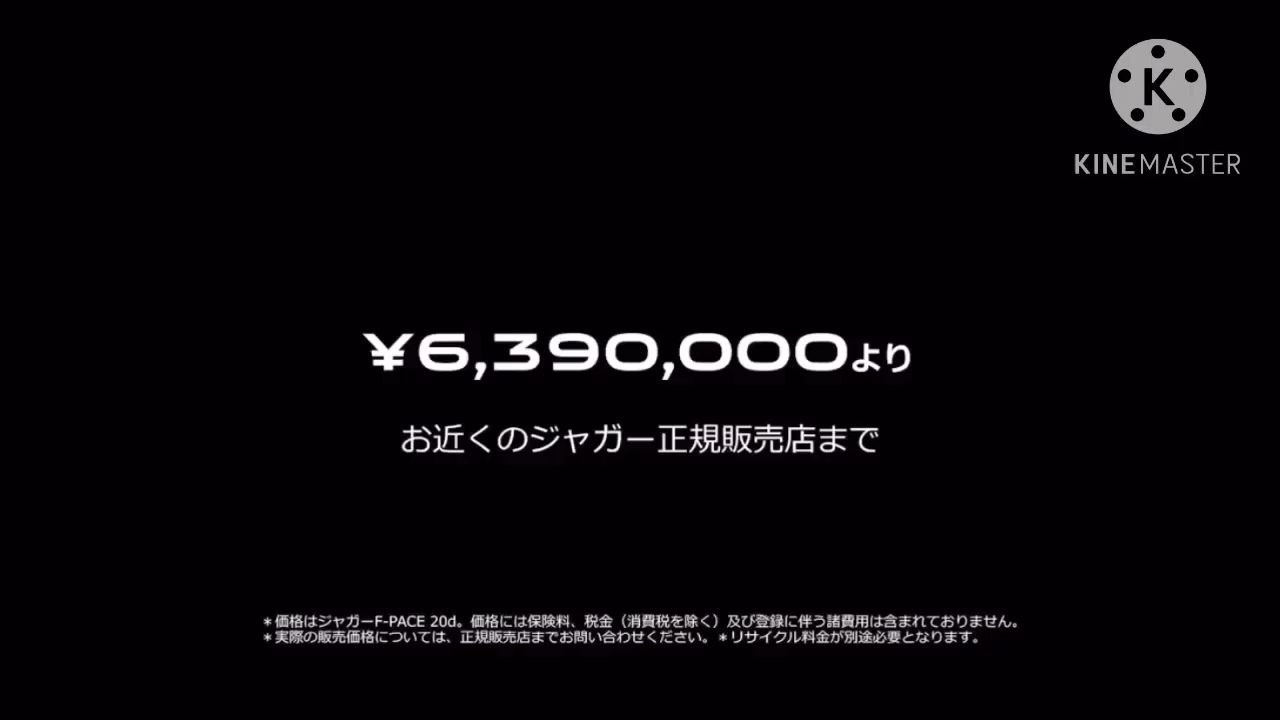 K
KINEMASTER
¥6,390,000より
お近くのジャガー正規販売店まで
＊価格はジャガーF-PACE 20d。価格には保険料、税金（消費税を除く）及び登録に伴う諸費用は含まれておりません。
＊実際の販売価格については、正規販売店までお問い合わせください。＊リサイクル料金が別途必要となります。